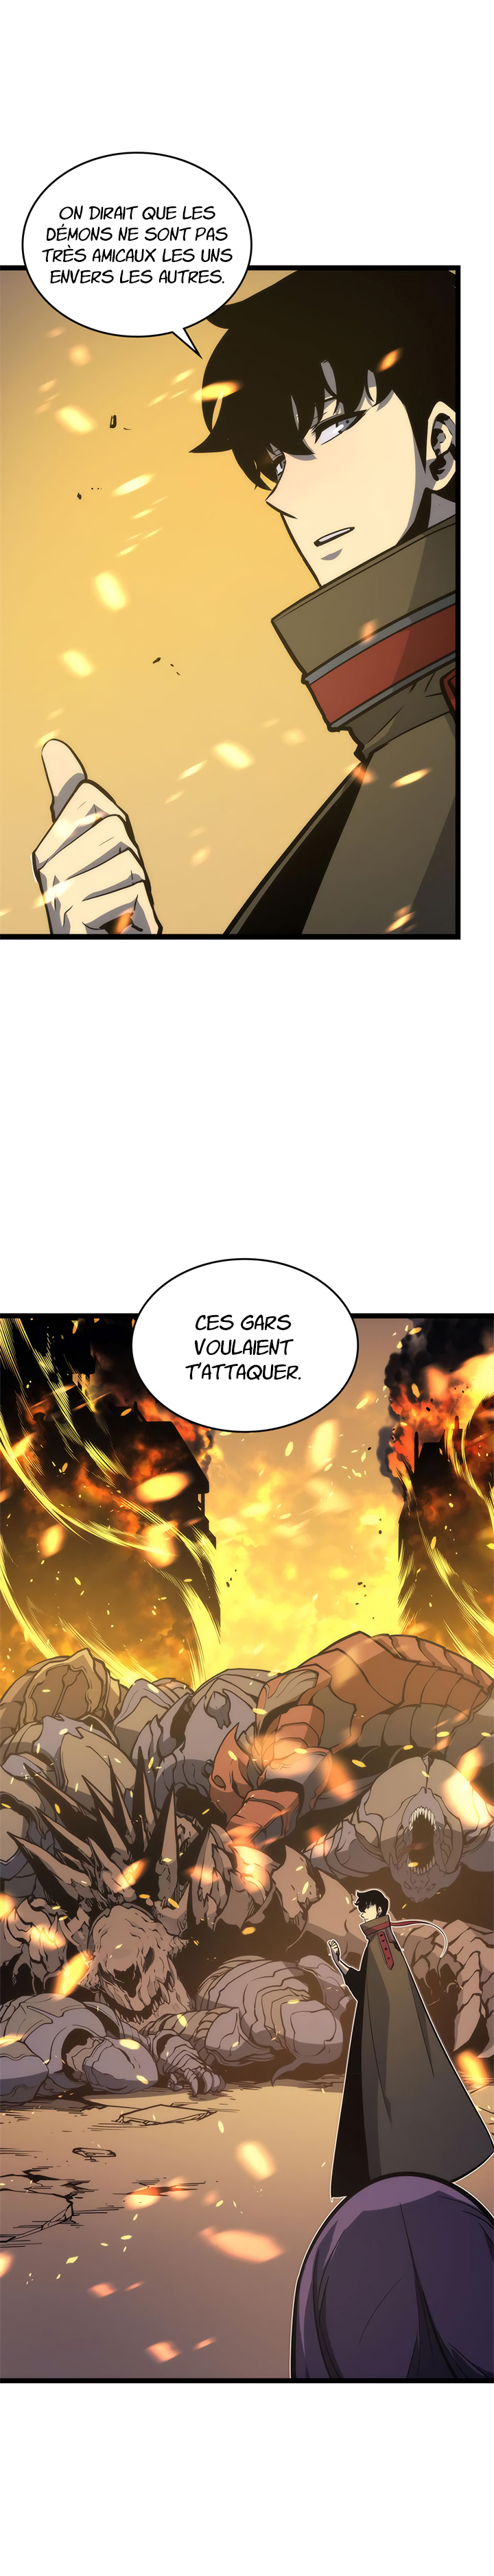 ON DIRAIT QUE LES
DÉMONS NE SONT PAS
TRÈS AMICAUX LES UNS
ENVERS LES AUTRES.
CES GARS
VOULAIENT
T'ATTAQUER.